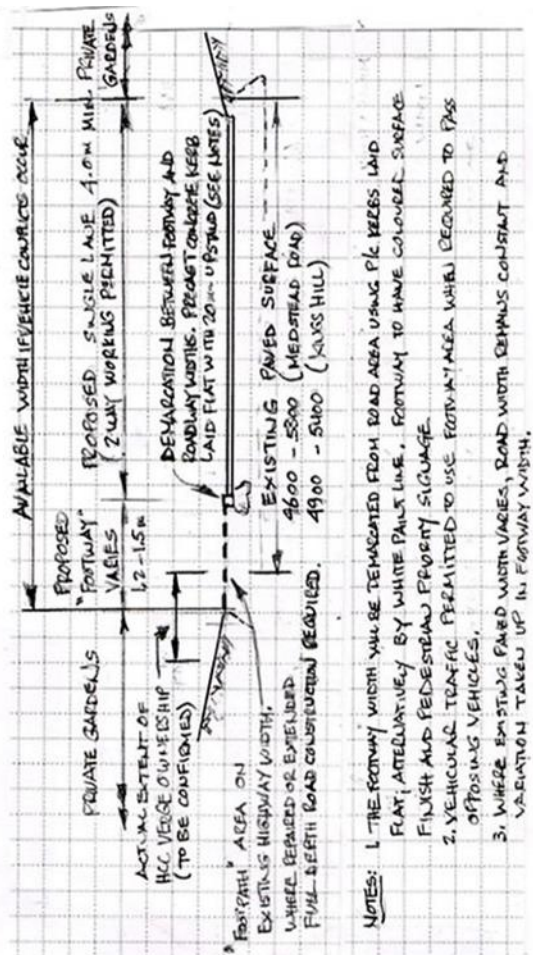 AVAILABLE WIDTH IF VEHICLE CONFLICTS OCCUR
PRIVATE GARDENS
PROPOSED
"FOOTWAY"
VARIES
1.2-1.5m
PROPOSED SINGLE LANE 4.0m MIN.
(2 WAY WORKING PERMITTED)
PRIVATE
GARDENS
ACTUAL EXTENT OF
HCC VERGE OWNERSHIP
(TO BE CONFIRMED)
DEMARCATION BETWEEN FOOTWAY AND
ROADWAY WIDTHS. PRECAST CONCRETE KERB
LAID FLAT WITH 20mm UPSTAND (SEE NOTES)
"FOOTPATH" AREA ON
EXISTING HIGHWAY WIDTH.
WHERE REPAIRED OR EXTENDED
FULL DEPTH ROAD CONSTRUCTION REQUIRED.
EXISTING PAVED SURFACE
4600 - 5800 (MEDSTEAD ROAD)
4900 - 5400 (KINGS HILL)
NOTES: 1. THE FOOTWAY WIDTH WILL BE DEMARCATED FROM ROAD AREA USING P/C KERBS LAID
FLAT; ALTERNATIVELY BY WHITE PAINT LINE. FOOTWAY TO HAVE COLOURED SURFACE
FINISH AND PEDESTRIAN PRIORITY SIGNAGE.
2. VEHICULAR TRAFFIC PERMITTED TO USE FOOTWAY AREA WHEN REQUIRED TO PASS
OPPOSING VEHICLES.
3. WHERE EXISTING PAVED WIDTH VARIES, ROAD WIDTH REMAINS CONSTANT AND
VARIATION TAKEN UP IN FOOTWAY WIDTH.